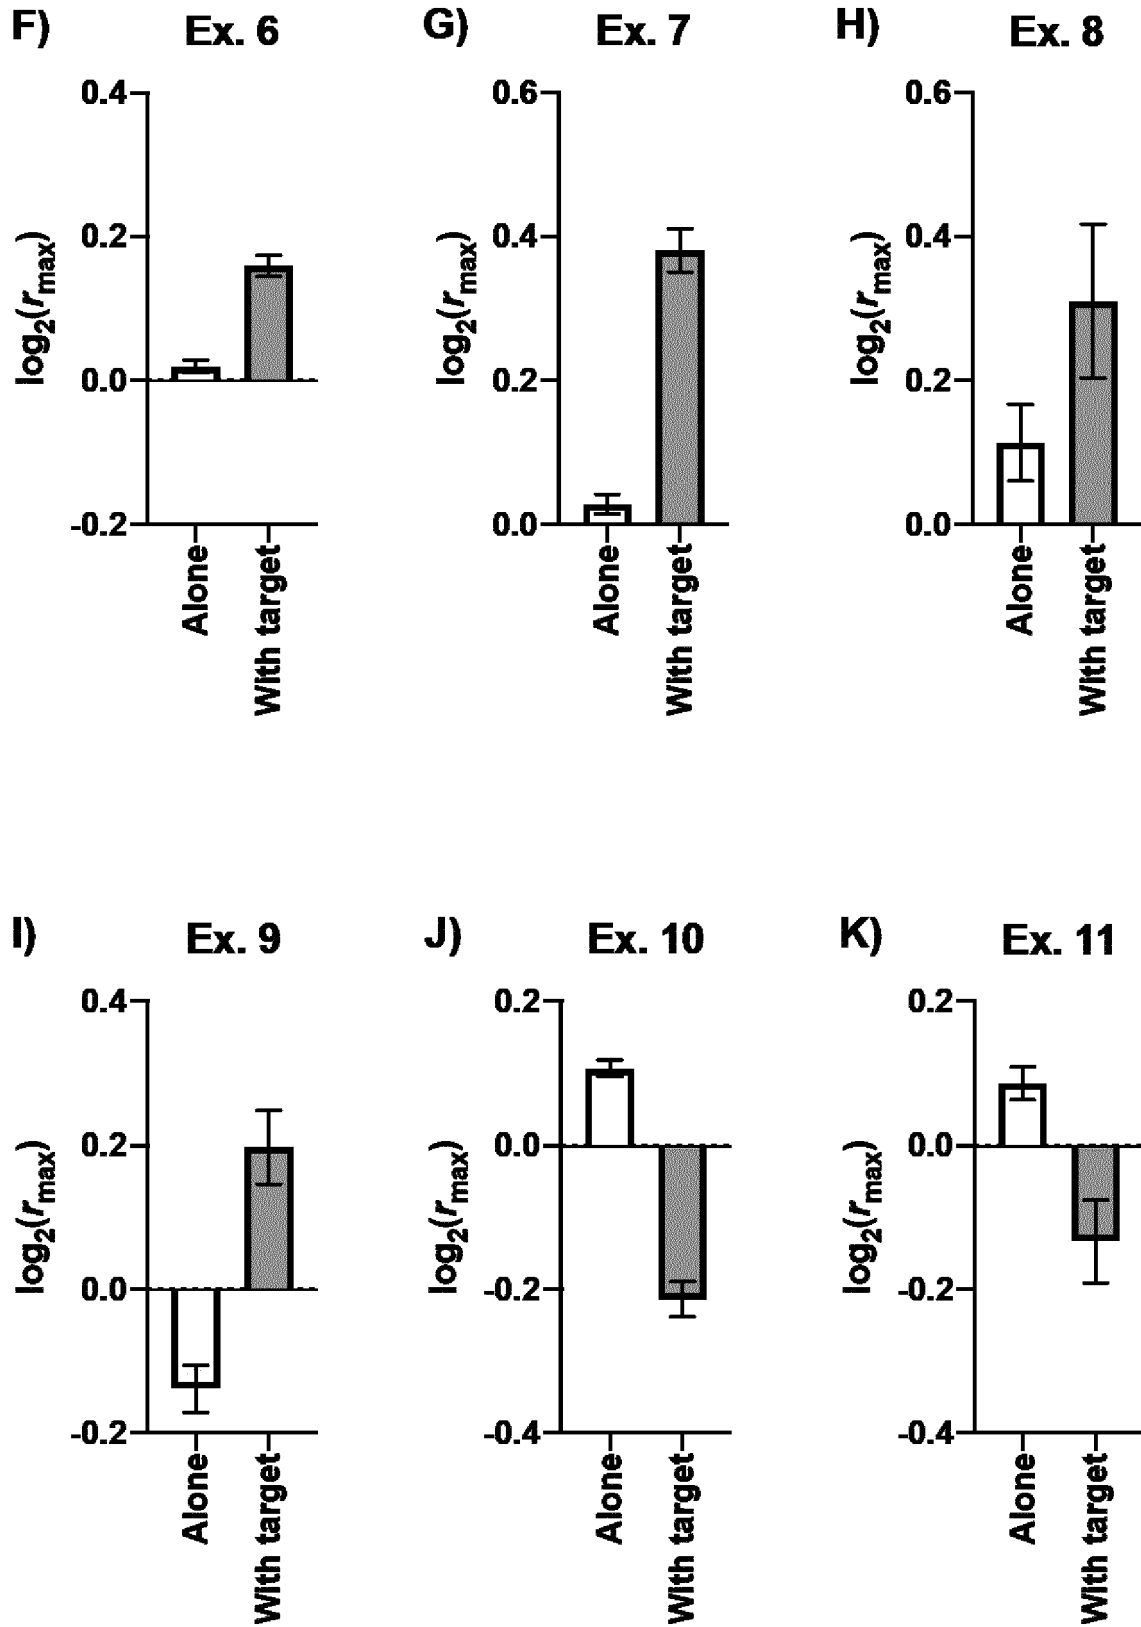 F) Ex. 6
0.4
0.2
0.0
-0.2
log2(rmax)
Alone
With target
G) Ex. 7
0.6
0.4
0.2
0.0
log2(rmax)
Alone
With target
H) Ex. 8
0.6
0.4
0.2
0.0
log2(rmax)
Alone
With target
I) Ex. 9
0.4
0.2
0.0
-0.2
log2(rmax)
Alone
With target
J) Ex. 10
0.2
0.0
-0.2
-0.4
log2(rmax)
Alone
With target
K) Ex. 11
0.2
0.0
-0.2
-0.4
log2(rmax)
Alone
With target